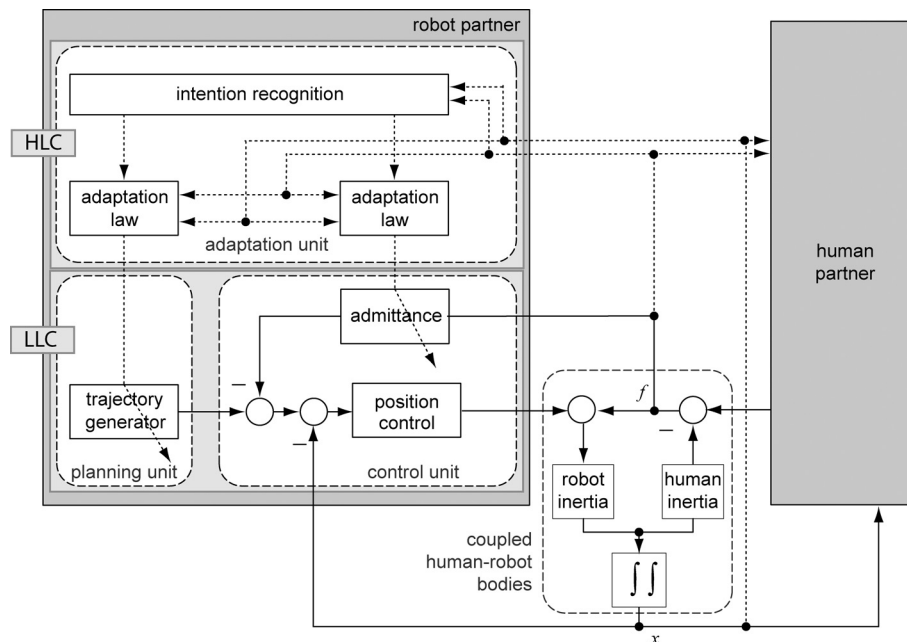 robot partner
intention recognition
HLC
adaptation
law
adaptation
law
adaptation unit
human
partner
LLC
admittance
trajectory
generator
position
control
planning unit
control unit
f
robot
inertia
human
inertia
coupled
human-robot
bodies
∫∫
x
−
−
−